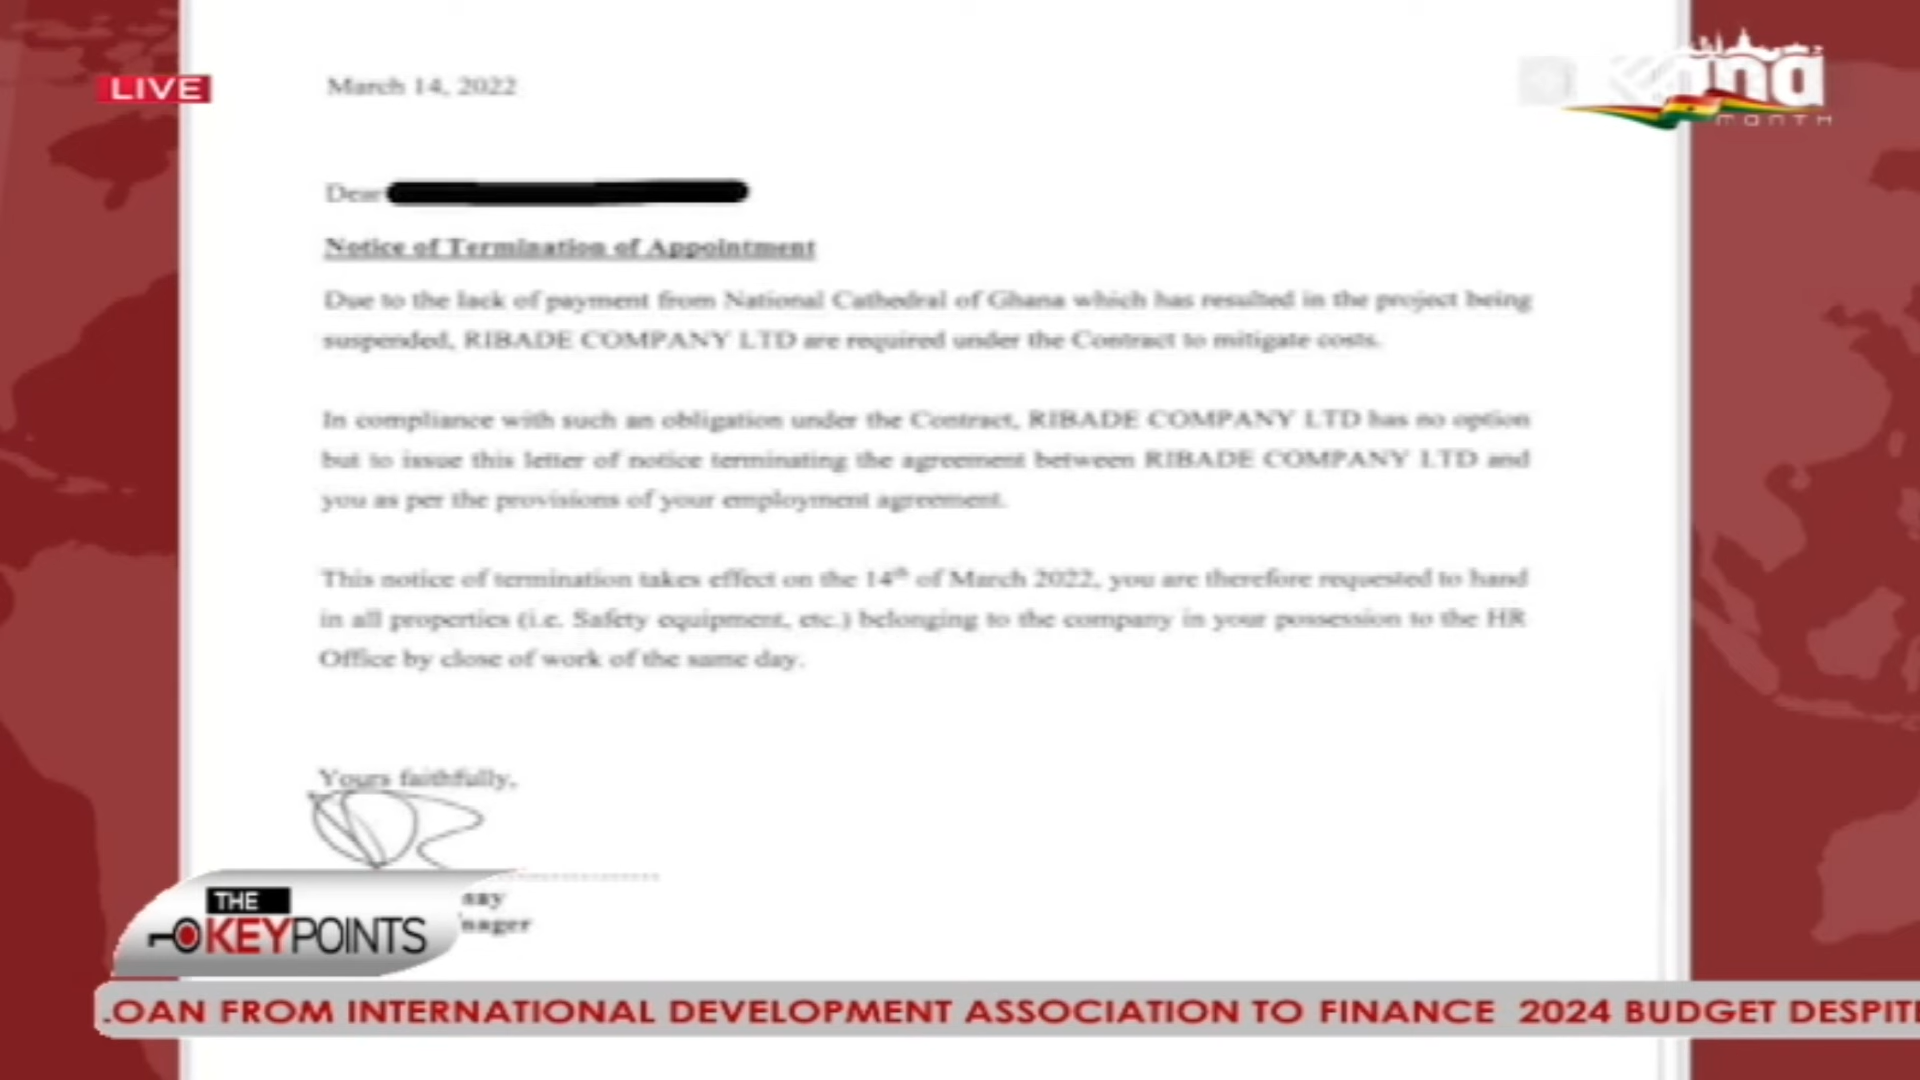 LIVE
ana
MONTH
March 14, 2022
Dear
Notice of Termination of Appointment
Due to the lack of payment from National Cathedral of Ghana which has resulted in the project being
suspended, RIBADE COMPANY LTD are required under the Contract to mitigate costs.
In compliance with such an obligation under the Contract, RIBADE COMPANY LTD has no option
but to issue this letter of notice terminating the agreement between RIBADE COMPANY LTD and
you as per the provisions of your employment agreement.
This notice of termination takes effect on the 14th of March 2022, you are therefore requested to hand
in all properties (i.e. Safety equipment, etc.) belonging to the company in your possession to the HR
Office by close of work of the same day.
Yours faithfully,
nager
THE
KEYPOINTS
OAN FROM INTERNATIONAL DEVELOPMENT ASSOCIATION TO FINANCE 2024 BUDGET DESPIT